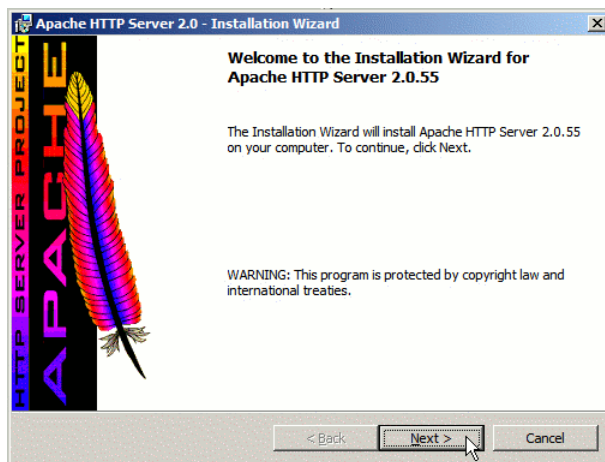 Apache HTTP Server 2.0 - Installation Wizard
HTTP SERVER PROJECT
APACHE
Welcome to the Installation Wizard for
Apache HTTP Server 2.0.55
The Installation Wizard will install Apache HTTP Server 2.0.55
on your computer. To continue, click Next.
WARNING: This program is protected by copyright law and
international treaties.
< Back
Next >
Cancel